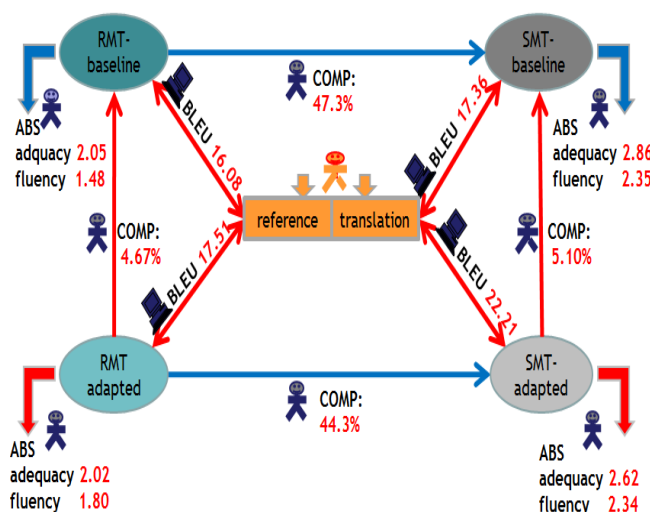 RMT-
baseline
SMT-
baseline
COMP:
47.3%
BLEU 16.08
BLEU 17.36
ABS
adquacy 2.05
fluency 1.48
ABS
adequacy 2.86
fluency 2.35
reference translation
COMP:
4.67%
COMP:
5.10%
BLEU 17.51
BLEU 22.21
RMT
adapted
SMT-
adapted
COMP:
44.3%
ABS
adequacy 2.02
fluency 1.80
ABS
adequacy 2.62
fluency 2.34